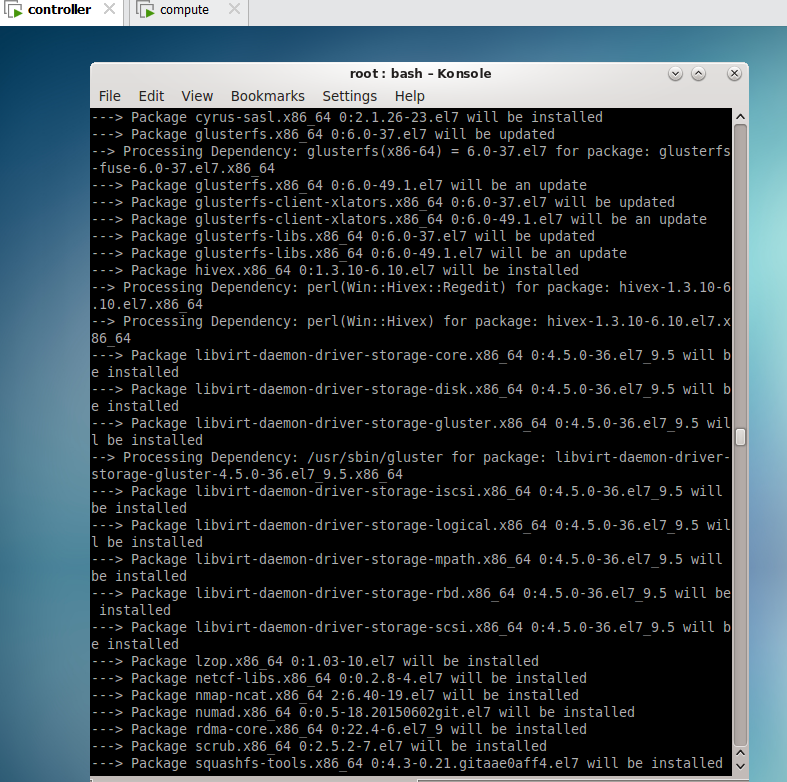 controller
compute
root : bash – Konsole
File Edit View Bookmarks Settings Help
---> Package cyrus-sasl.x86_64 0:2.1.26-23.el7 will be installed
---> Package glusterfs.x86_64 0:6.0-37.el7 will be updated
--> Processing Dependency: glusterfs(x86-64) = 6.0-37.el7 for package: glusterfs
-fuse-6.0-37.el7.x86_64
---> Package glusterfs.x86_64 0:6.0-49.1.el7 will be an update
---> Package glusterfs-client-xlators.x86_64 0:6.0-37.el7 will be updated
---> Package glusterfs-client-xlators.x86_64 0:6.0-49.1.el7 will be an update
---> Package glusterfs-libs.x86_64 0:6.0-37.el7 will be updated
---> Package glusterfs-libs.x86_64 0:6.0-49.1.el7 will be an update
---> Package hivex.x86_64 0:1.3.10-6.10.el7 will be installed
--> Processing Dependency: perl(Win::Hivex::Regedit) for package: hivex-1.3.10-6
.10.el7.x86_64
--> Processing Dependency: perl(Win::Hivex) for package: hivex-1.3.10-6.10.el7.x
86_64
---> Package libvirt-daemon-driver-storage-core.x86_64 0:4.5.0-36.el7_9.5 will b
e installed
---> Package libvirt-daemon-driver-storage-disk.x86_64 0:4.5.0-36.el7_9.5 will b
e installed
---> Package libvirt-daemon-driver-storage-gluster.x86_64 0:4.5.0-36.el7_9.5 wil
l be installed
--> Processing Dependency: /usr/sbin/gluster for package: libvirt-daemon-driver-
storage-gluster-4.5.0-36.el7_9.5.x86_64
---> Package libvirt-daemon-driver-storage-iscsi.x86_64 0:4.5.0-36.el7_9.5 will
be installed
---> Package libvirt-daemon-driver-storage-logical.x86_64 0:4.5.0-36.el7_9.5 wil
l be installed
---> Package libvirt-daemon-driver-storage-mpath.x86_64 0:4.5.0-36.el7_9.5 will
be installed
---> Package libvirt-daemon-driver-storage-rbd.x86_64 0:4.5.0-36.el7_9.5 will be
installed
---> Package libvirt-daemon-driver-storage-scsi.x86_64 0:4.5.0-36.el7_9.5 will b
e installed
---> Package lzop.x86_64 0:1.03-10.el7 will be installed
---> Package netcf-libs.x86_64 0:0.2.8-4.el7 will be installed
---> Package nmap-ncat.x86_64 2:6.40-19.el7 will be installed
---> Package numad.x86_64 0:0.5-18.20150602git.el7 will be installed
---> Package rdma-core.x86_64 0:22.4-6.el7_9 will be installed
---> Package scrub.x86_64 0:2.5.2-7.el7 will be installed
---> Package squashfs-tools.x86_64 0:4.3-0.21.gitaae0aff4.el7 will be installed